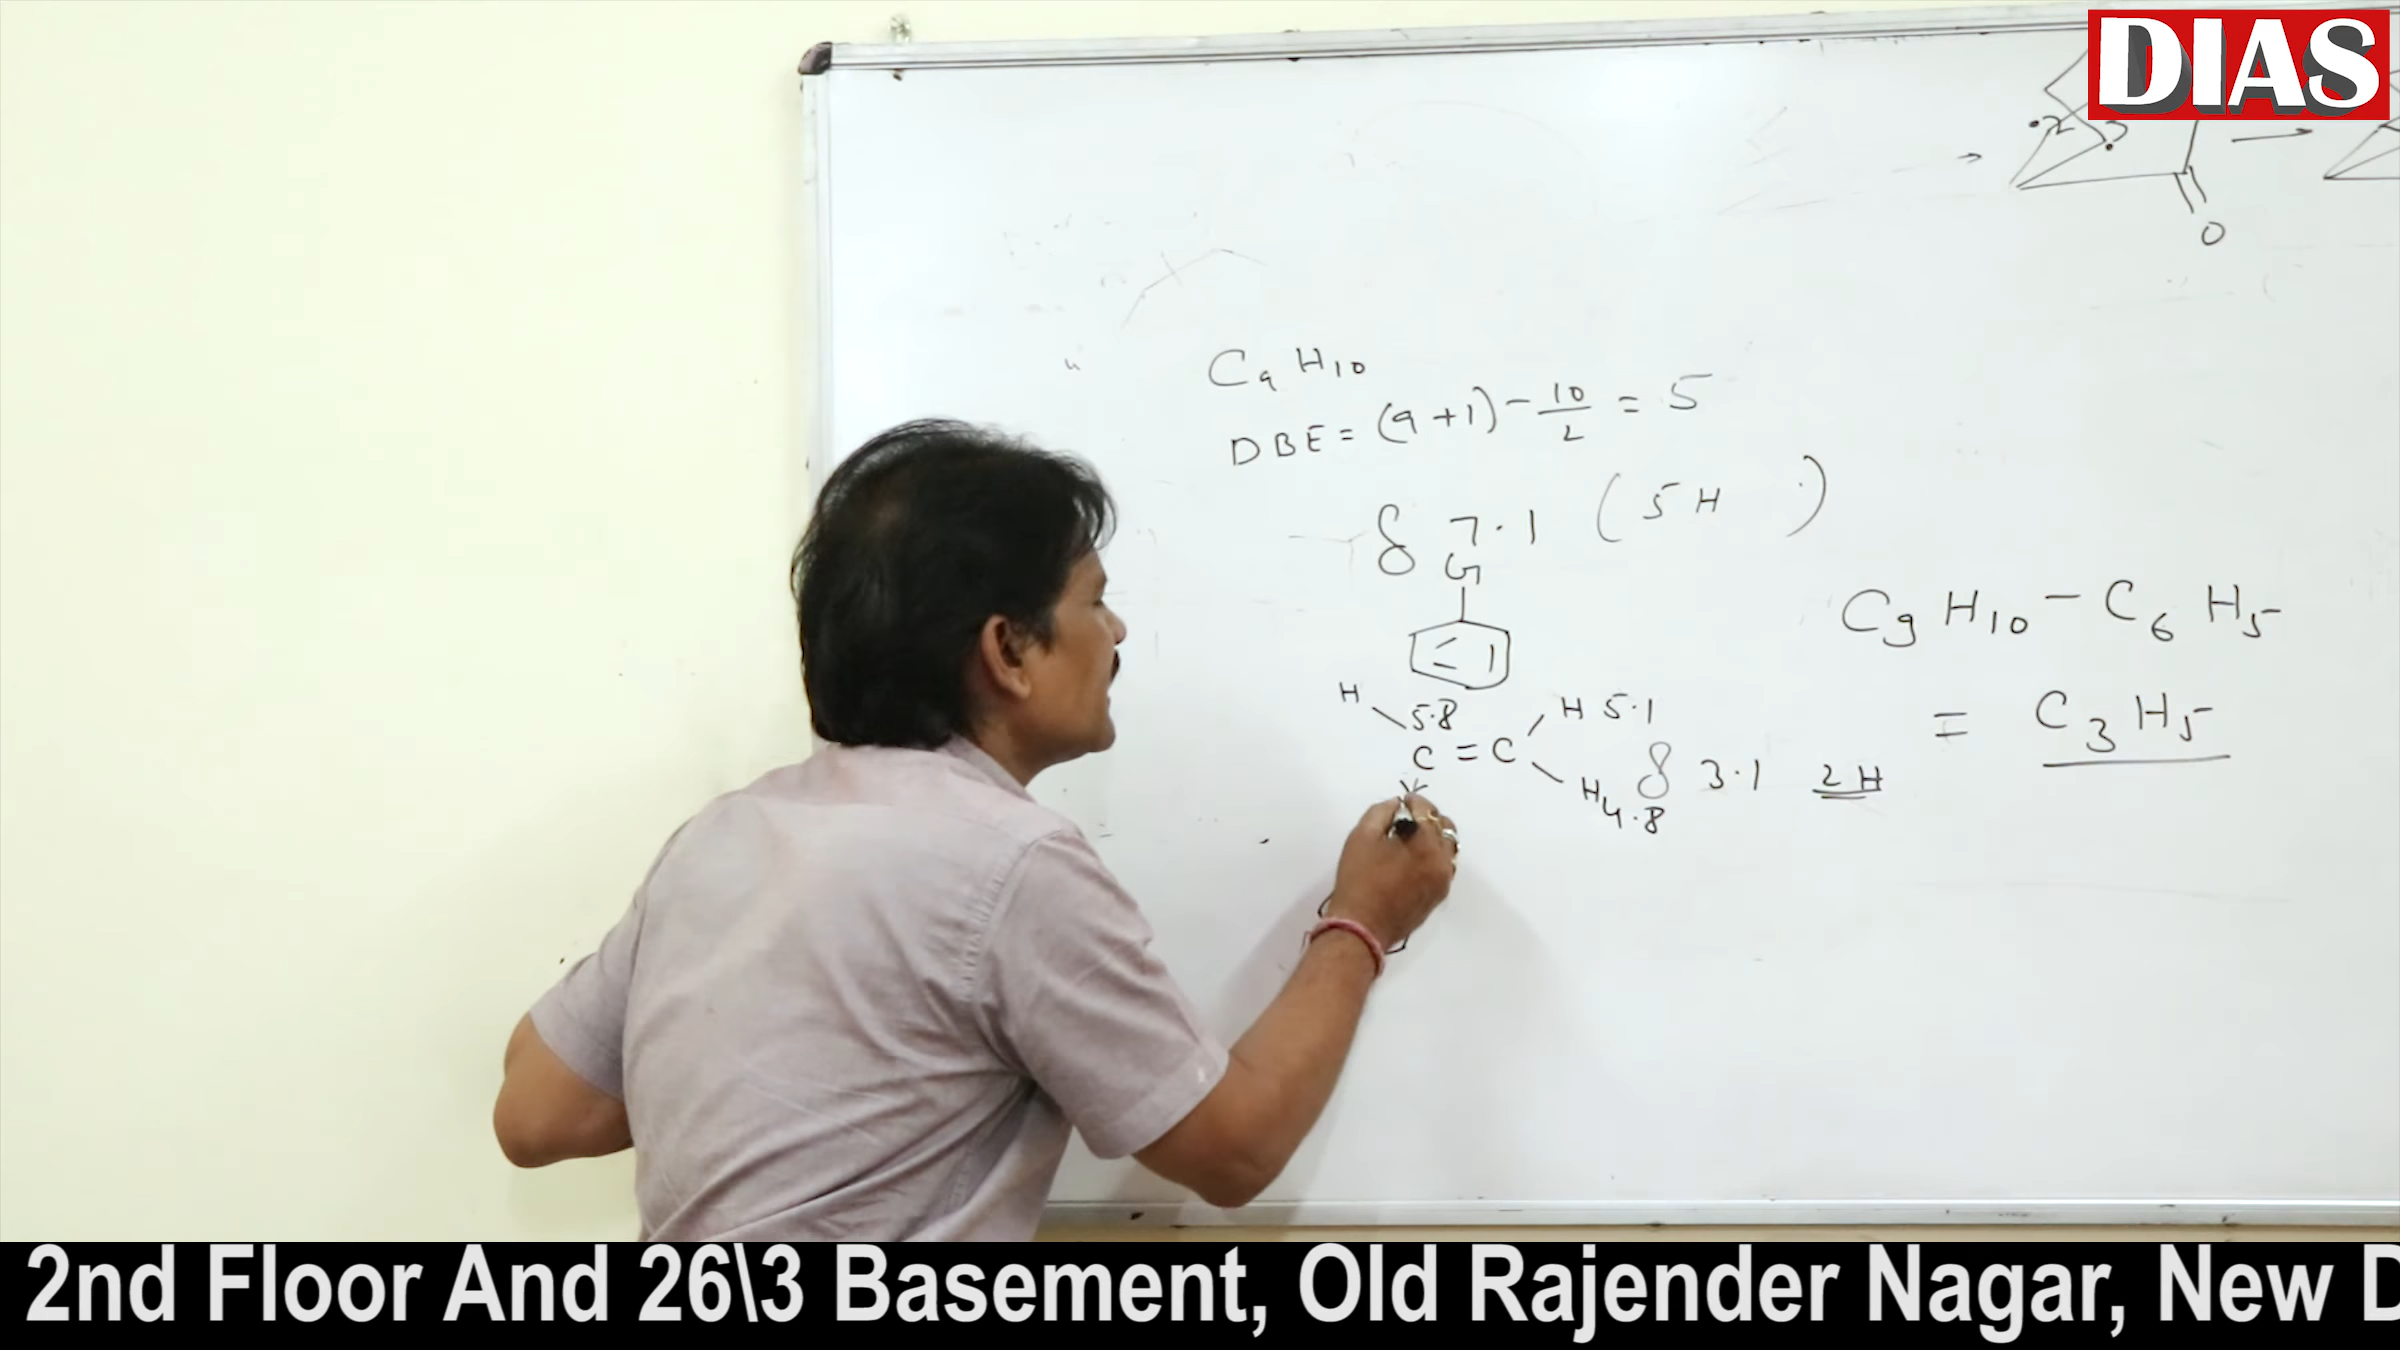 DIAS
O
C9 H10
DBE = (9+1) - 10/2 = 5
δ 7.1 ( 5H )
G
C9 H10 - C6 H5
= C3 H5
H 5.8 H 5.1
C = C
H 4.8
δ 3.1 2H
2nd Floor And 26\3 Basement, Old Rajender Nagar, New D